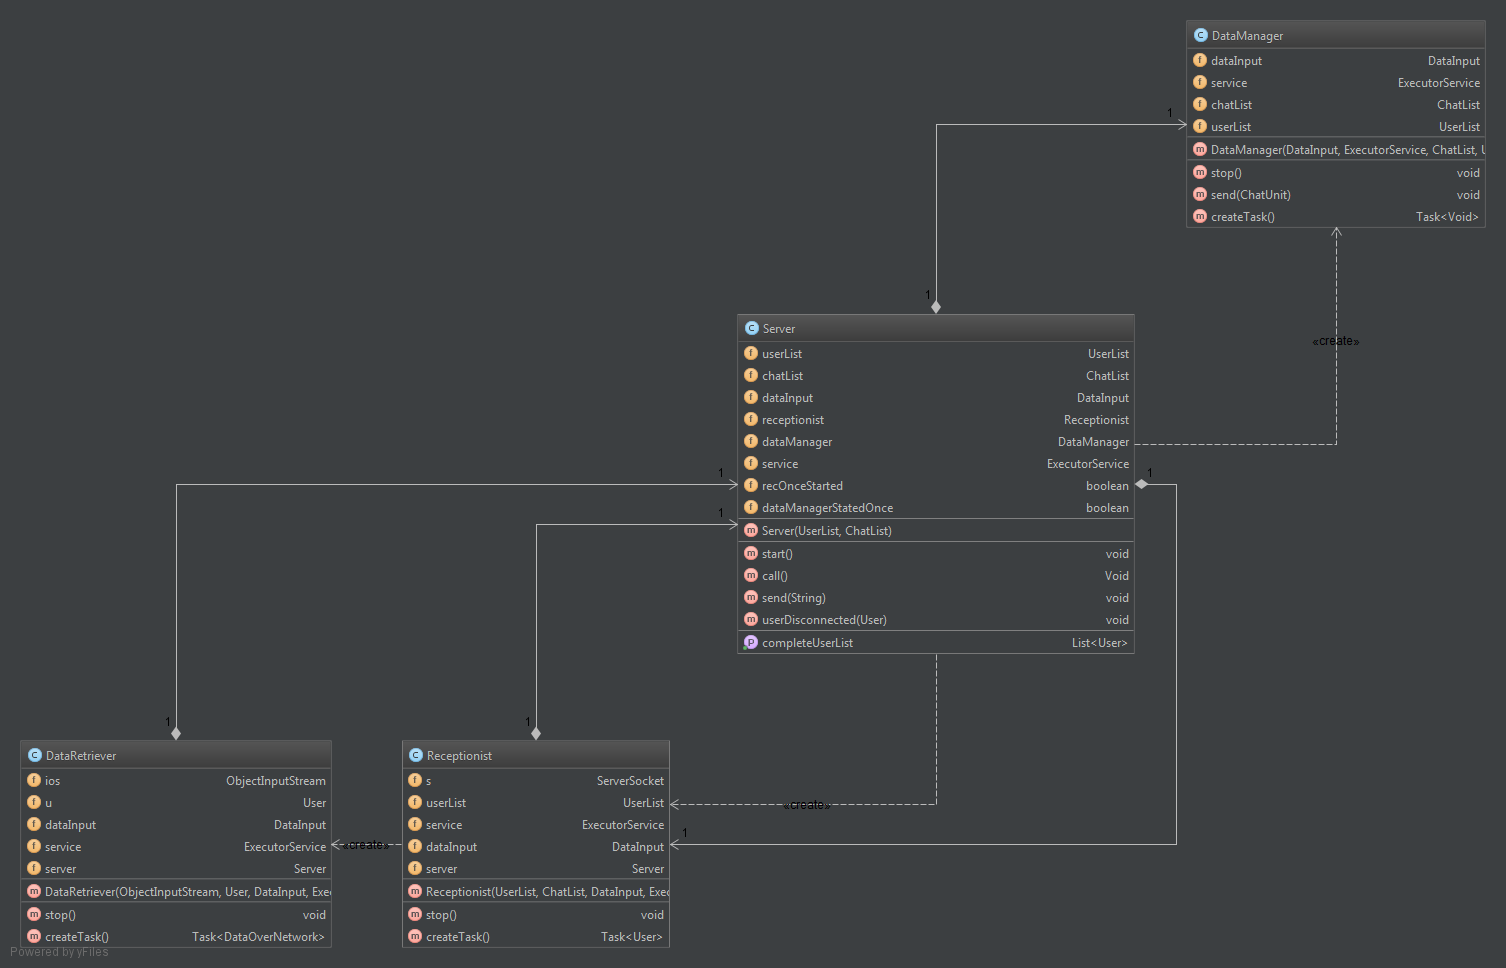 DataManager
dataInput DataInput
service ExecutorService
chatList ChatList
userList UserList
DataManager(DataInput, ExecutorService, ChatList, U
stop() void
send(ChatUnit) void
createTask() Task<Void>
1
1
«create»
Server
userList UserList
chatList ChatList
dataInput DataInput
receptionist Receptionist
dataManager DataManager
service ExecutorService
recOnceStarted boolean
dataManagerStatedOnce boolean
Server(UserList, ChatList)
start() void
call() Void
send(String) void
userDisconnected(User) void
completeUserList List<User>
1
1
1
1
1
1
«create»
«create»
DataRetriever
ios ObjectInputStream
u User
dataInput DataInput
service ExecutorService
server Server
DataRetriever(ObjectInputStream, User, DataInput, Exec
stop() void
createTask() Task<DataOverNetwork>
Receptionist
s ServerSocket
userList UserList
service ExecutorService
dataInput DataInput
server Server
Receptionist(UserList, ChatList, DataInput, Exec
stop() void
createTask() Task<User>
Powered by yFiles